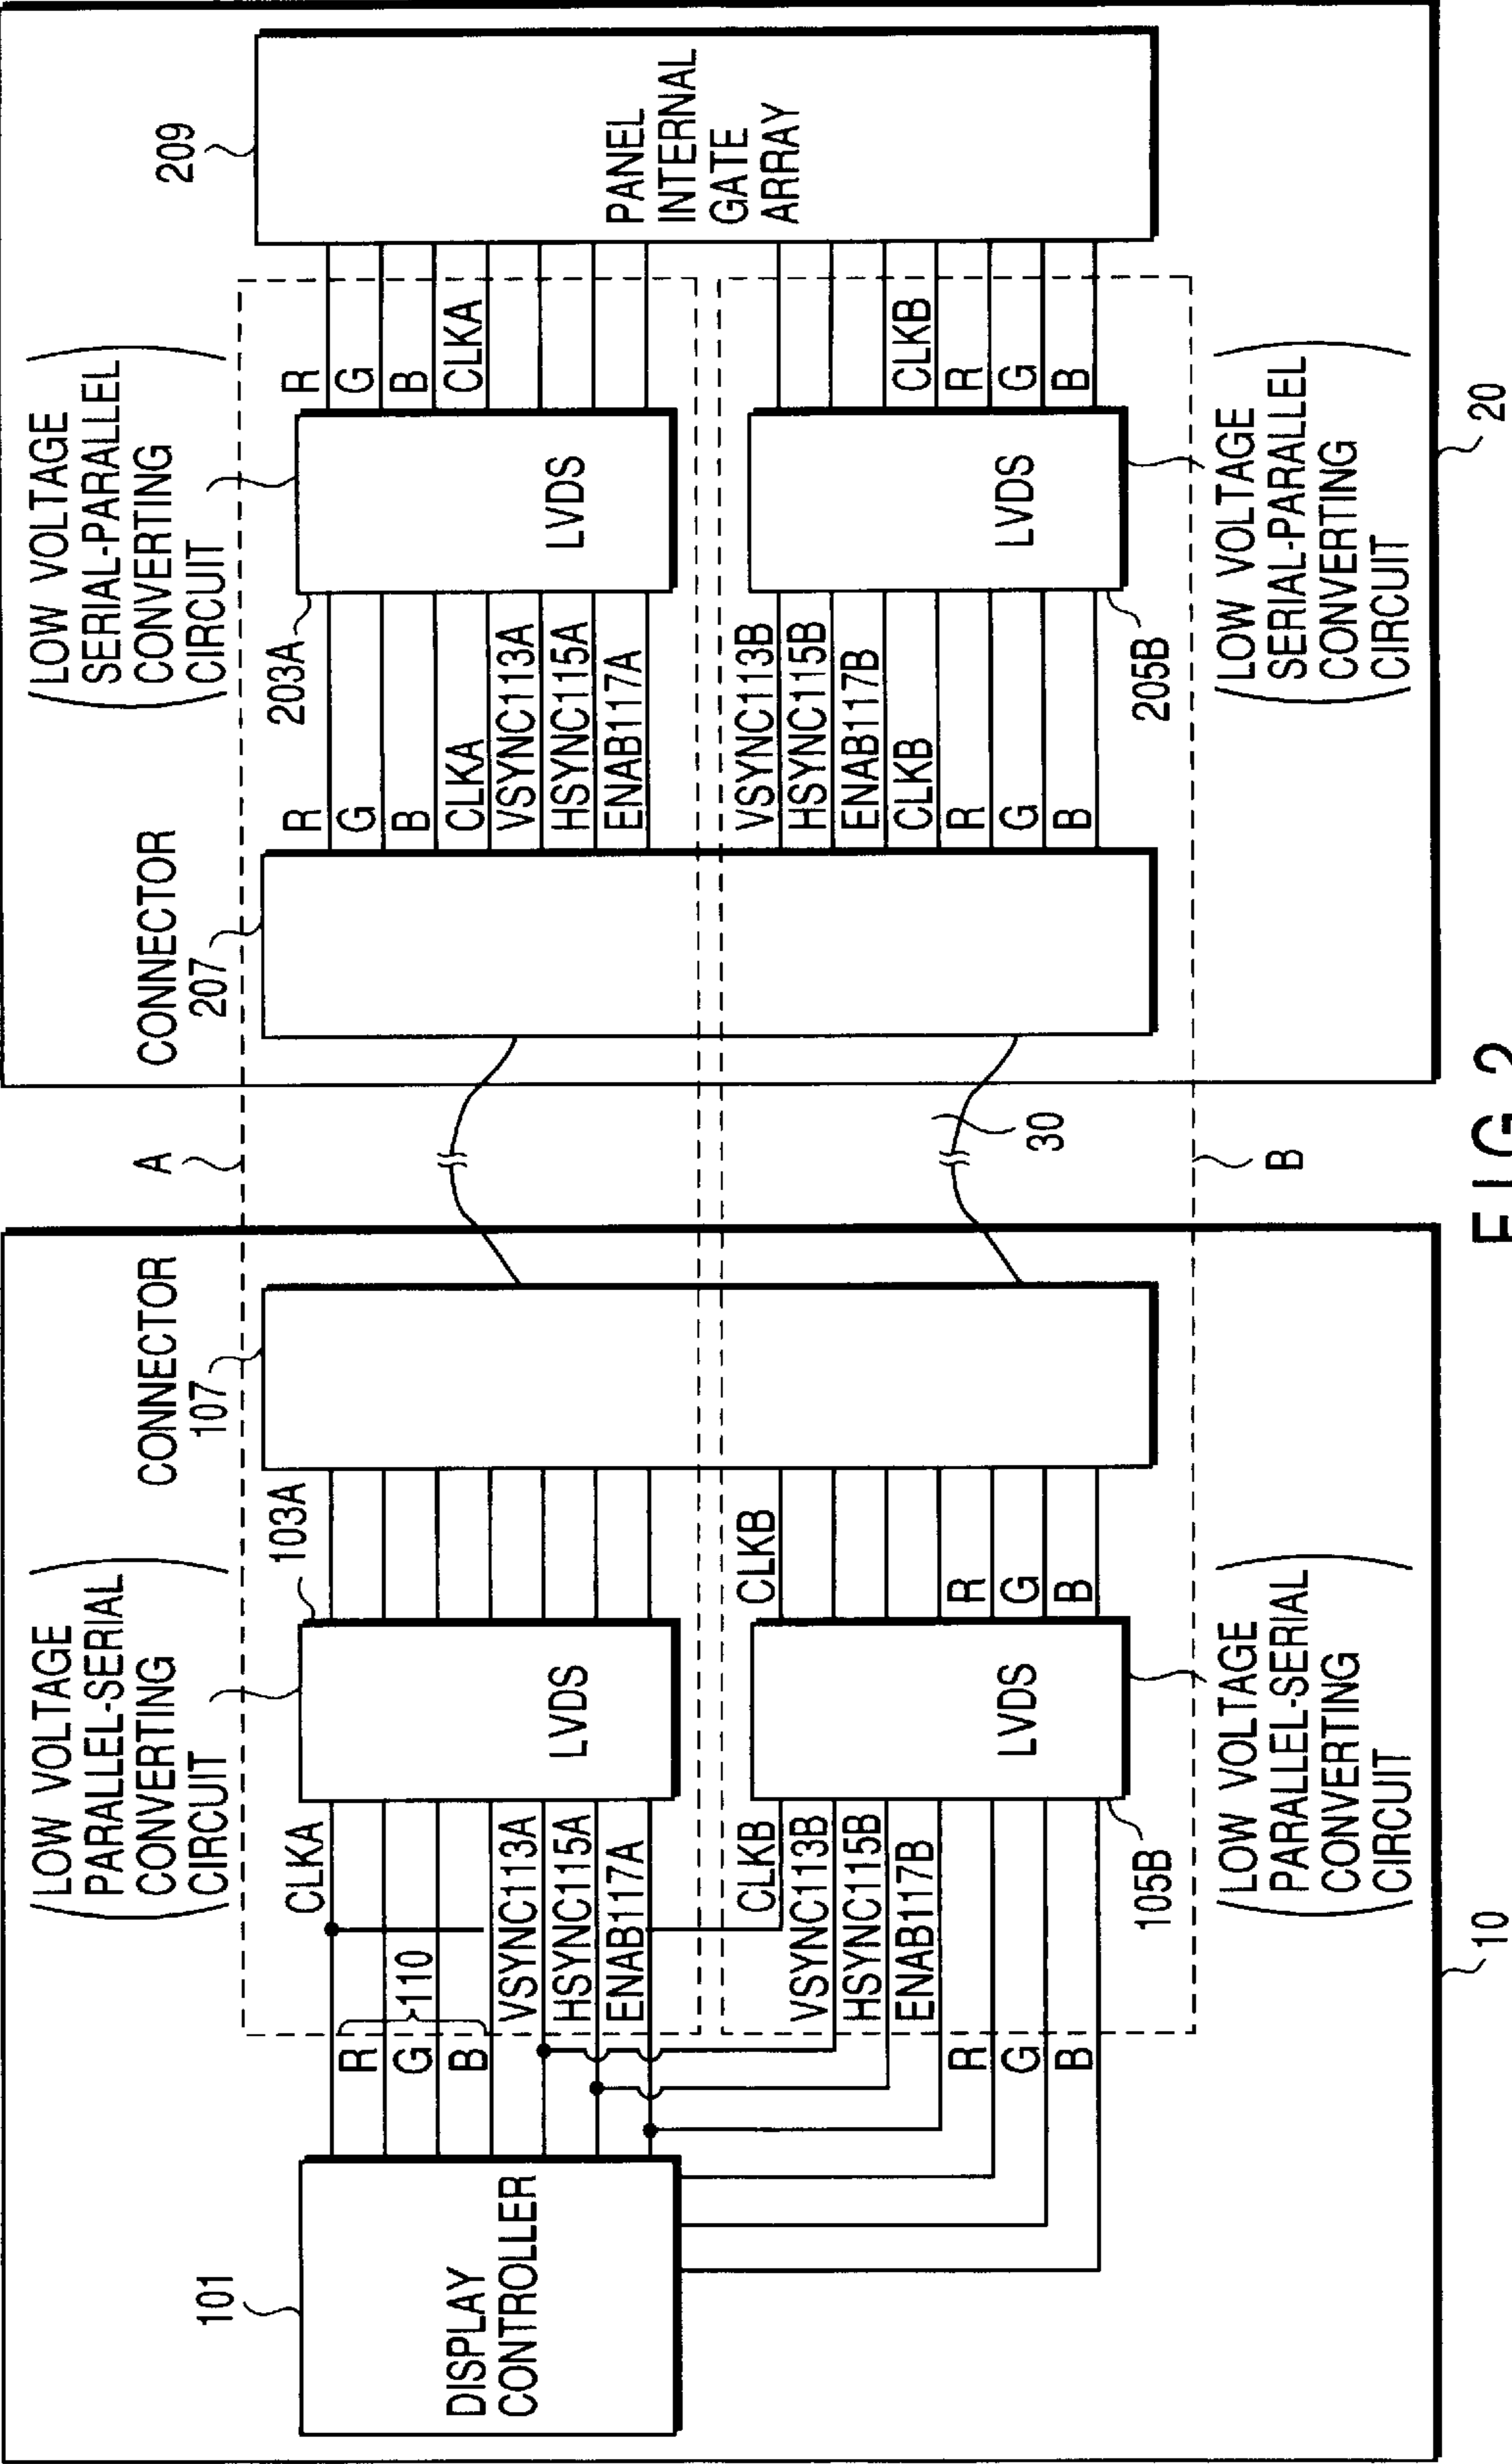 101
DISPLAY
CONTROLLER
R
G
B
110
CLKA
VSYNC113A
HSYNC115A
ENAB117A
CLKB
VSYNC113B
HSYNC115B
ENAB117B
R
G
B
(LOW VOLTAGE
PARALLEL-SERIAL
CONVERTING
CIRCUIT)
103A
LVDS
LVDS
105B
(LOW VOLTAGE
PARALLEL-SERIAL
CONVERTING
CIRCUIT)
CLKB
R
G
B
CONNECTOR
107
10
A
30
B
CONNECTOR
207
R
G
B
CLKA
VSYNC113A
HSYNC115A
ENAB117A
VSYNC113B
HSYNC115B
ENAB117B
CLKB
R
G
B
(LOW VOLTAGE
SERIAL-PARALLEL
CONVERTING
CIRCUIT)
203A
LVDS
LVDS
205B
(LOW VOLTAGE
SERIAL-PARALLEL
CONVERTING
CIRCUIT)
R
G
B
CLKA
CLKB
R
G
B
209
PANEL
INTERNAL
GATE
ARRAY
20
FIG. 2